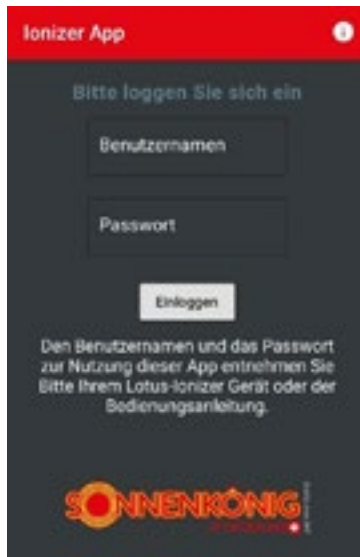 Ionizer App
Bitte loggen Sie sich ein
Benutzernamen
Passwort
Einloggen
Den Benutzernamen und das Passwort
zur Nutzung dieser App entnehmen Sie
Bitte Ihrem Lotus-Ionizer Gerät oder der
Bedienungsanleitung.
SONNENKÖNIG